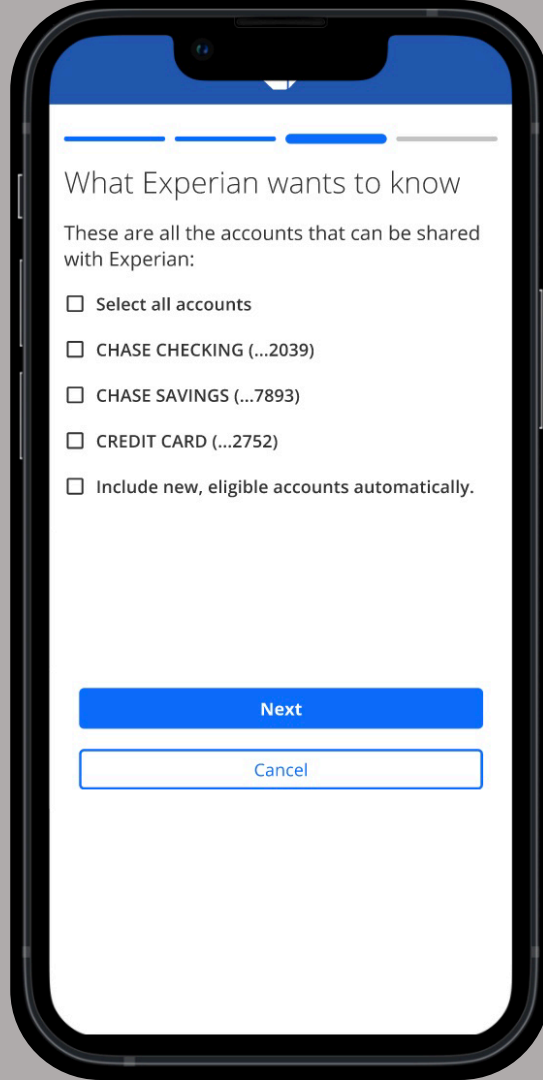 What Experian wants to know
These are all the accounts that can be shared
with Experian:
Select all accounts
CHASE CHECKING (...2039)
CHASE SAVINGS (...7893)
CREDIT CARD (...2752)
Include new, eligible accounts automatically.
Next
Cancel